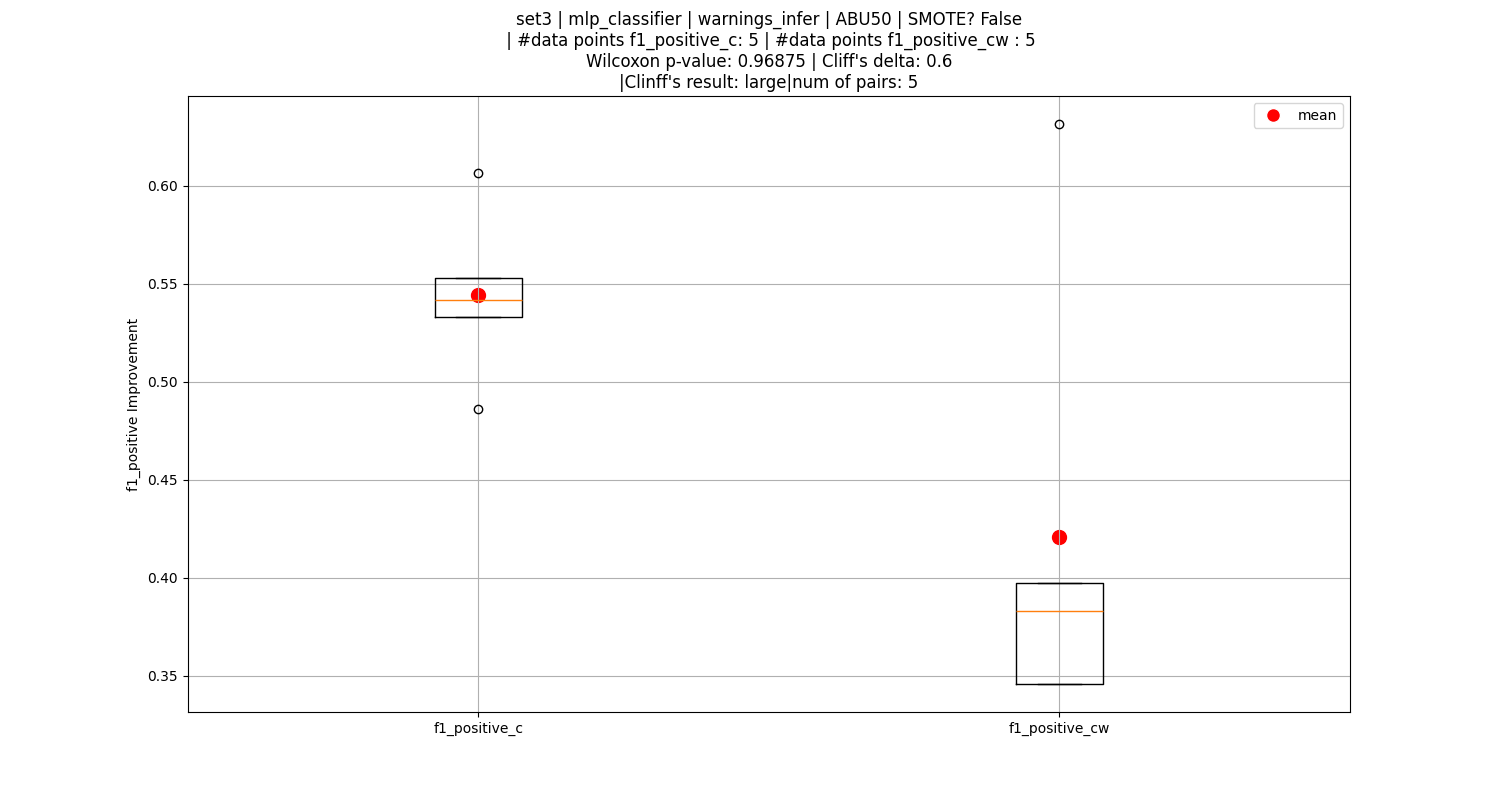 set3 | mlp_classifier | warnings_infer | ABU50 | SMOTE? False
| #data points f1_positive_c: 5 | #data points f1_positive_cw : 5
Wilcoxon p-value: 0.96875 | Cliff's delta: 0.6
|Clinff's result: large|num of pairs: 5
mean
0.60
0.55
0.50
0.45
0.40
0.35
f1_positive Improvement
f1_positive_c
f1_positive_cw